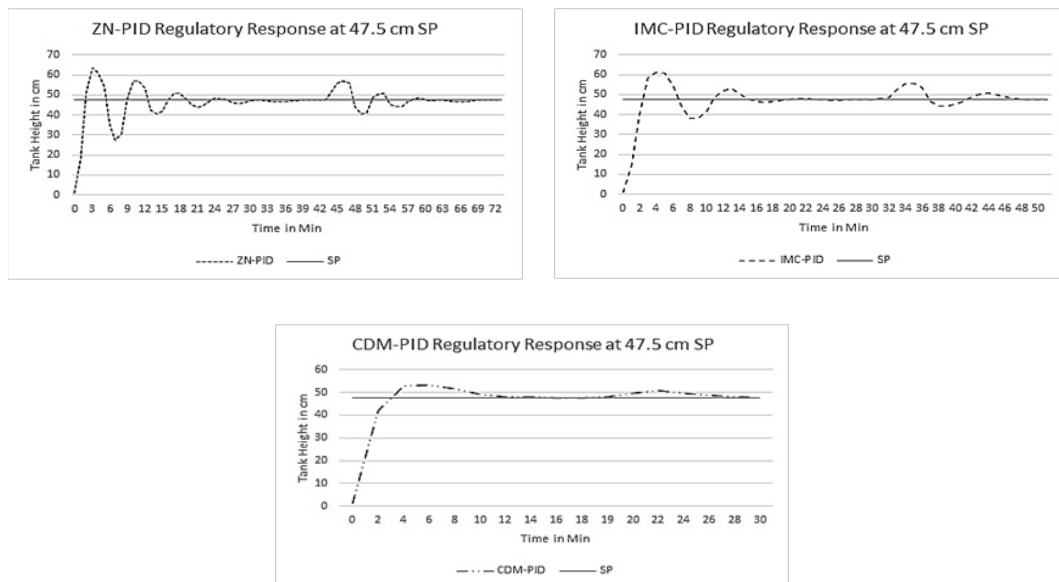 ZN-PID Regulatory Response at 47.5 cm SP
Tank Height in cm
70
60
50
40
30
20
10
0
0 3 6 9 12 15 18 21 24 27 30 33 36 39 42 45 48 51 54 57 60 63 66 69 72
Time in Min
ZN-PID SP
IMC-PID Regulatory Response at 47.5 cm SP
Tank Height in cm
70
60
50
40
30
20
10
0
0 2 4 6 8 10 12 14 16 18 20 22 24 26 28 30 32 34 36 38 40 42 44 46 48 50
Time in Min
IMC-PID SP
CDM-PID Regulatory Response at 47.5 cm SP
Tank Height in cm
60
50
40
30
20
10
0
0 2 4 6 8 10 12 14 16 18 19 20 22 24 26 28 30
Time in Min
CDM-PID SP